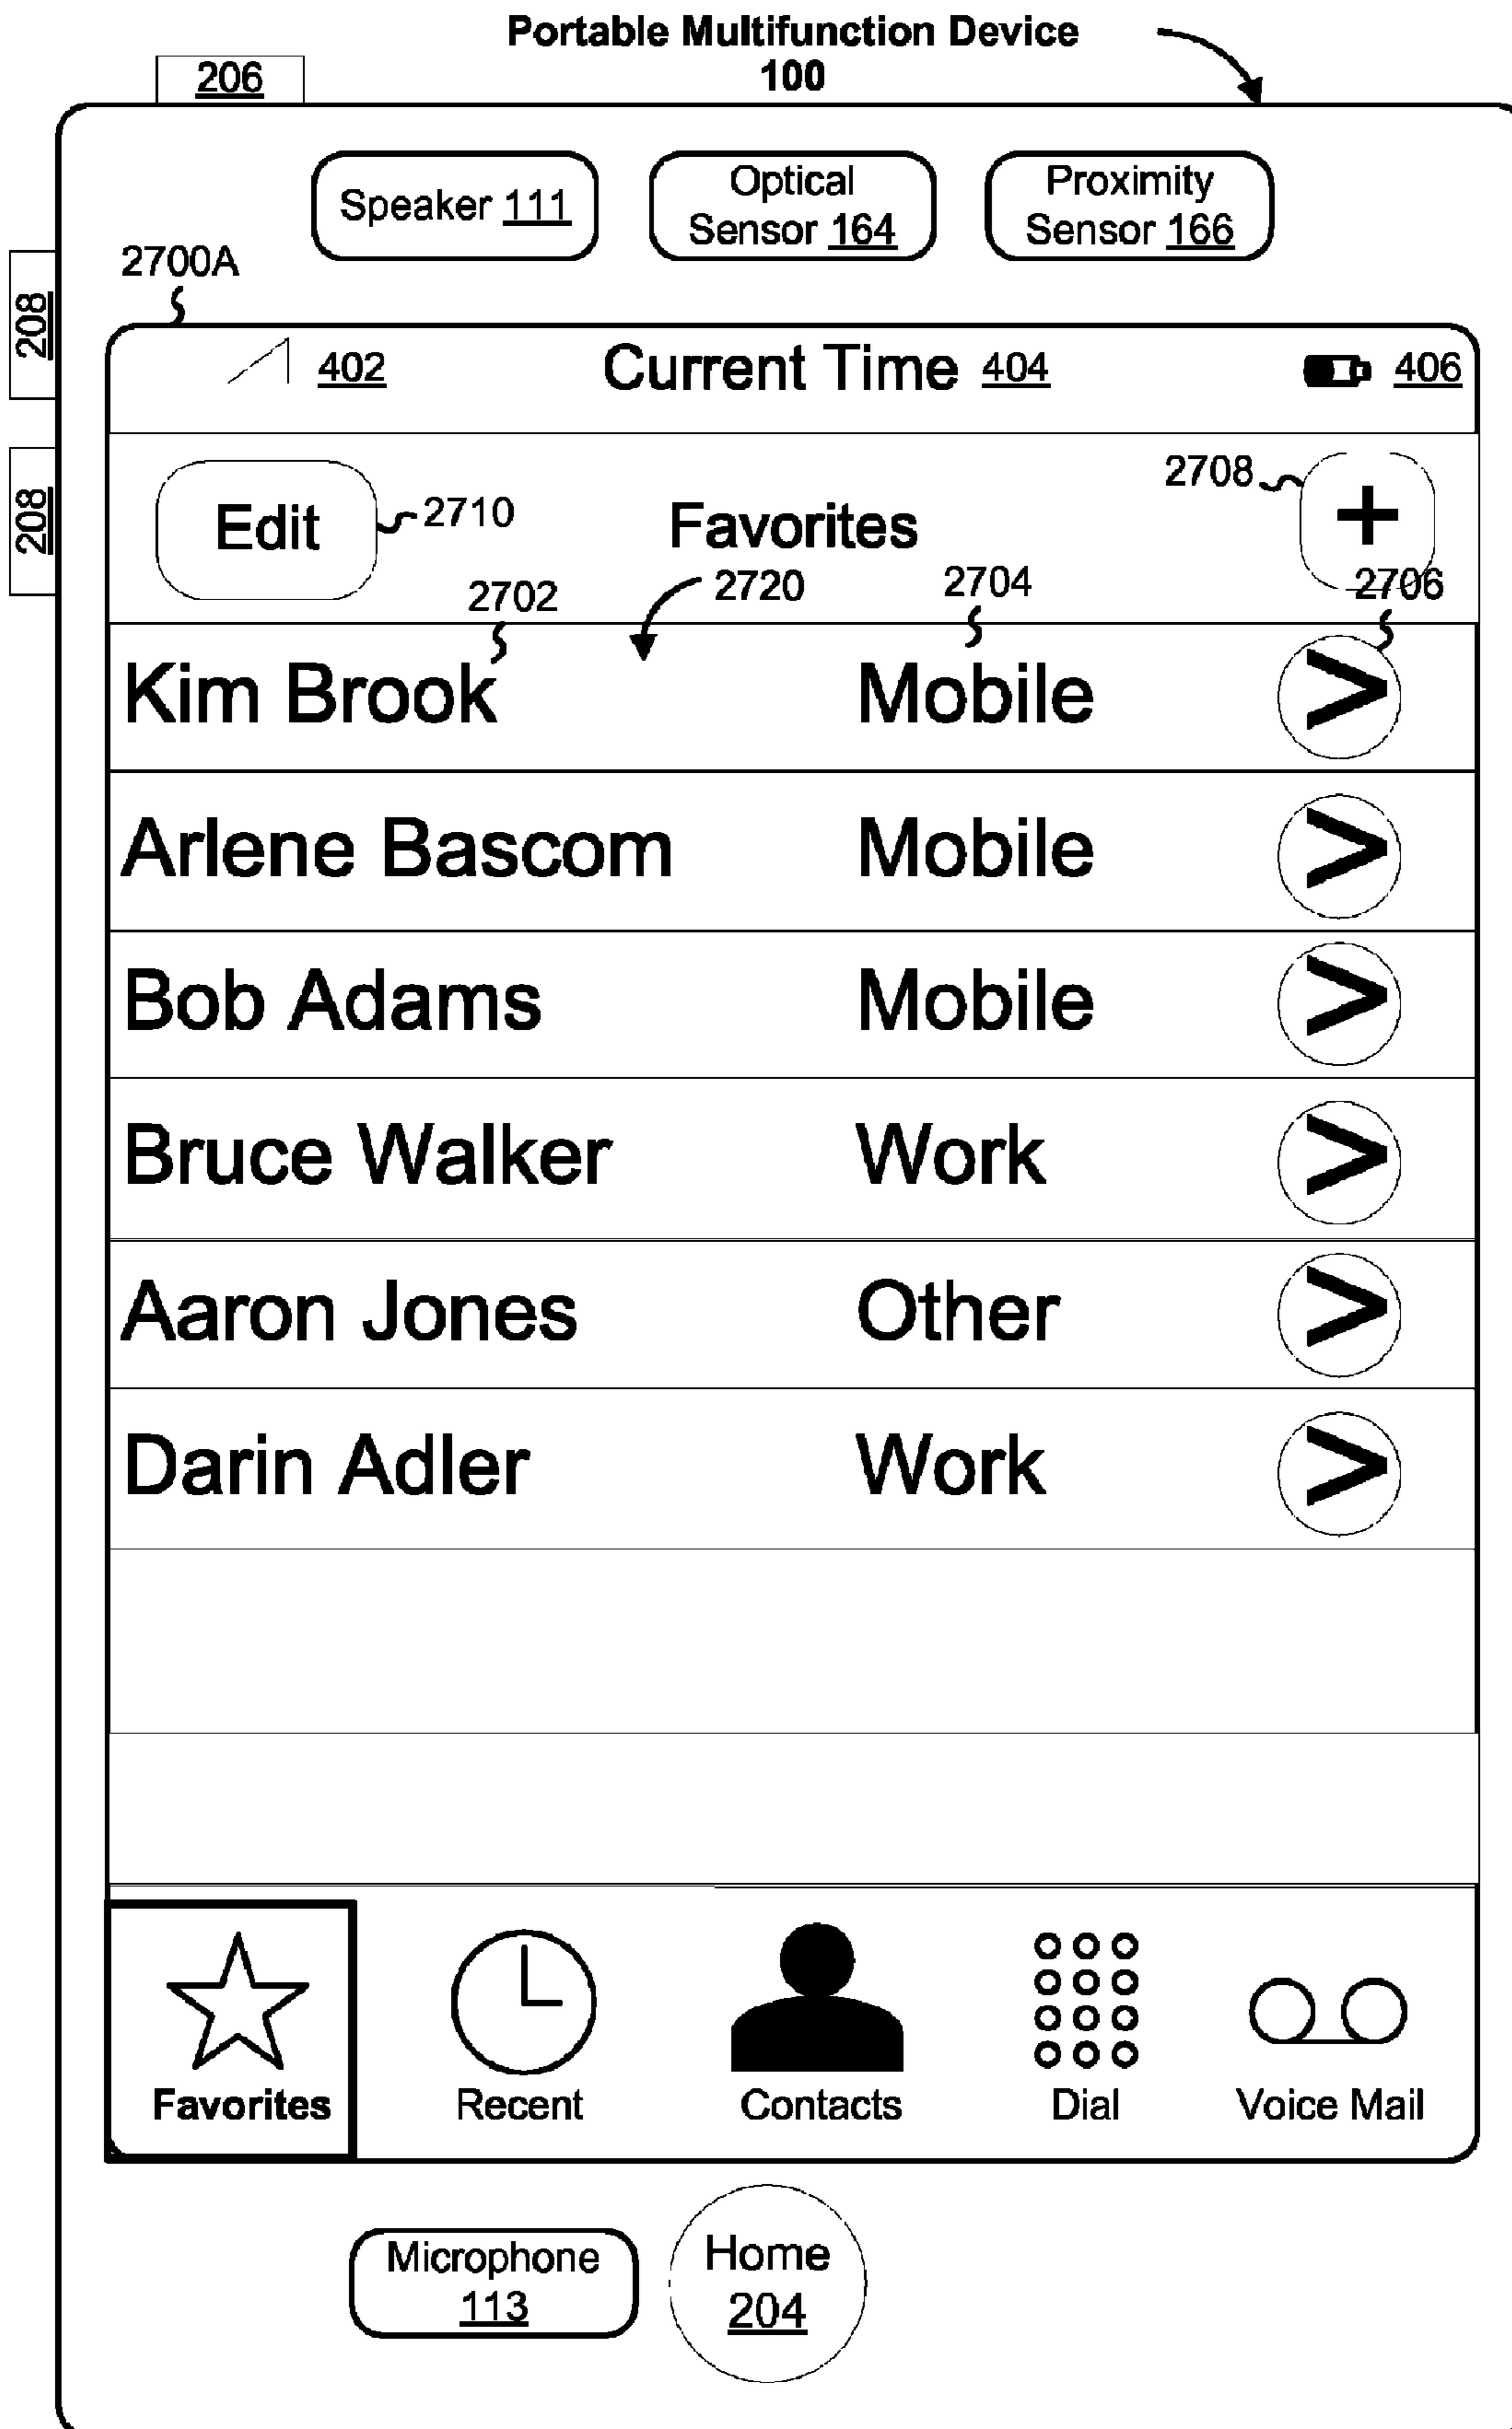 Portable Multifunction Device
100
206
Speaker 111
Optical
Sensor 164
Proximity
Sensor 166
2700A
208
402
Current Time 404
406
208
Edit
2710
Favorites
2708
+
2702
2720
2704
2706
Kim Brook Mobile >
Arlene Bascom Mobile >
Bob Adams Mobile >
Bruce Walker Work >
Aaron Jones Other >
Darin Adler Work >
Favorites
Recent
Contacts
Dial
Voice Mail
Microphone
113
Home
204